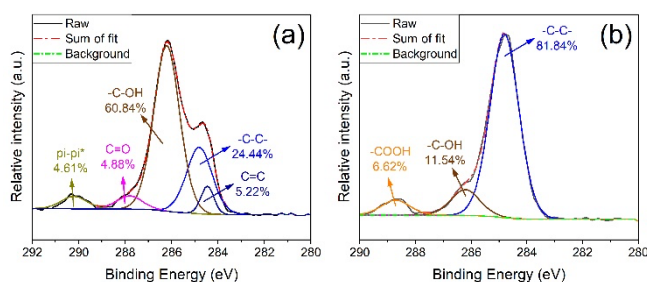 Raw
Sum of fit
Background
(a)
-C-OH
60.84%
-C-C-
24.44%
C=O
4.88%
pi-pi*
4.61%
C=C
5.22%
Relative intensity (a.u.)
292 290 288 286 284 282 280
Binding Energy (eV)
Raw
Sum of fit
Background
(b)
-C-C-
81.84%
-C-OH
11.54%
-COOH
6.62%
Relative intensity (a.u.)
290 288 286 284 282 280
Binding Energy (eV)